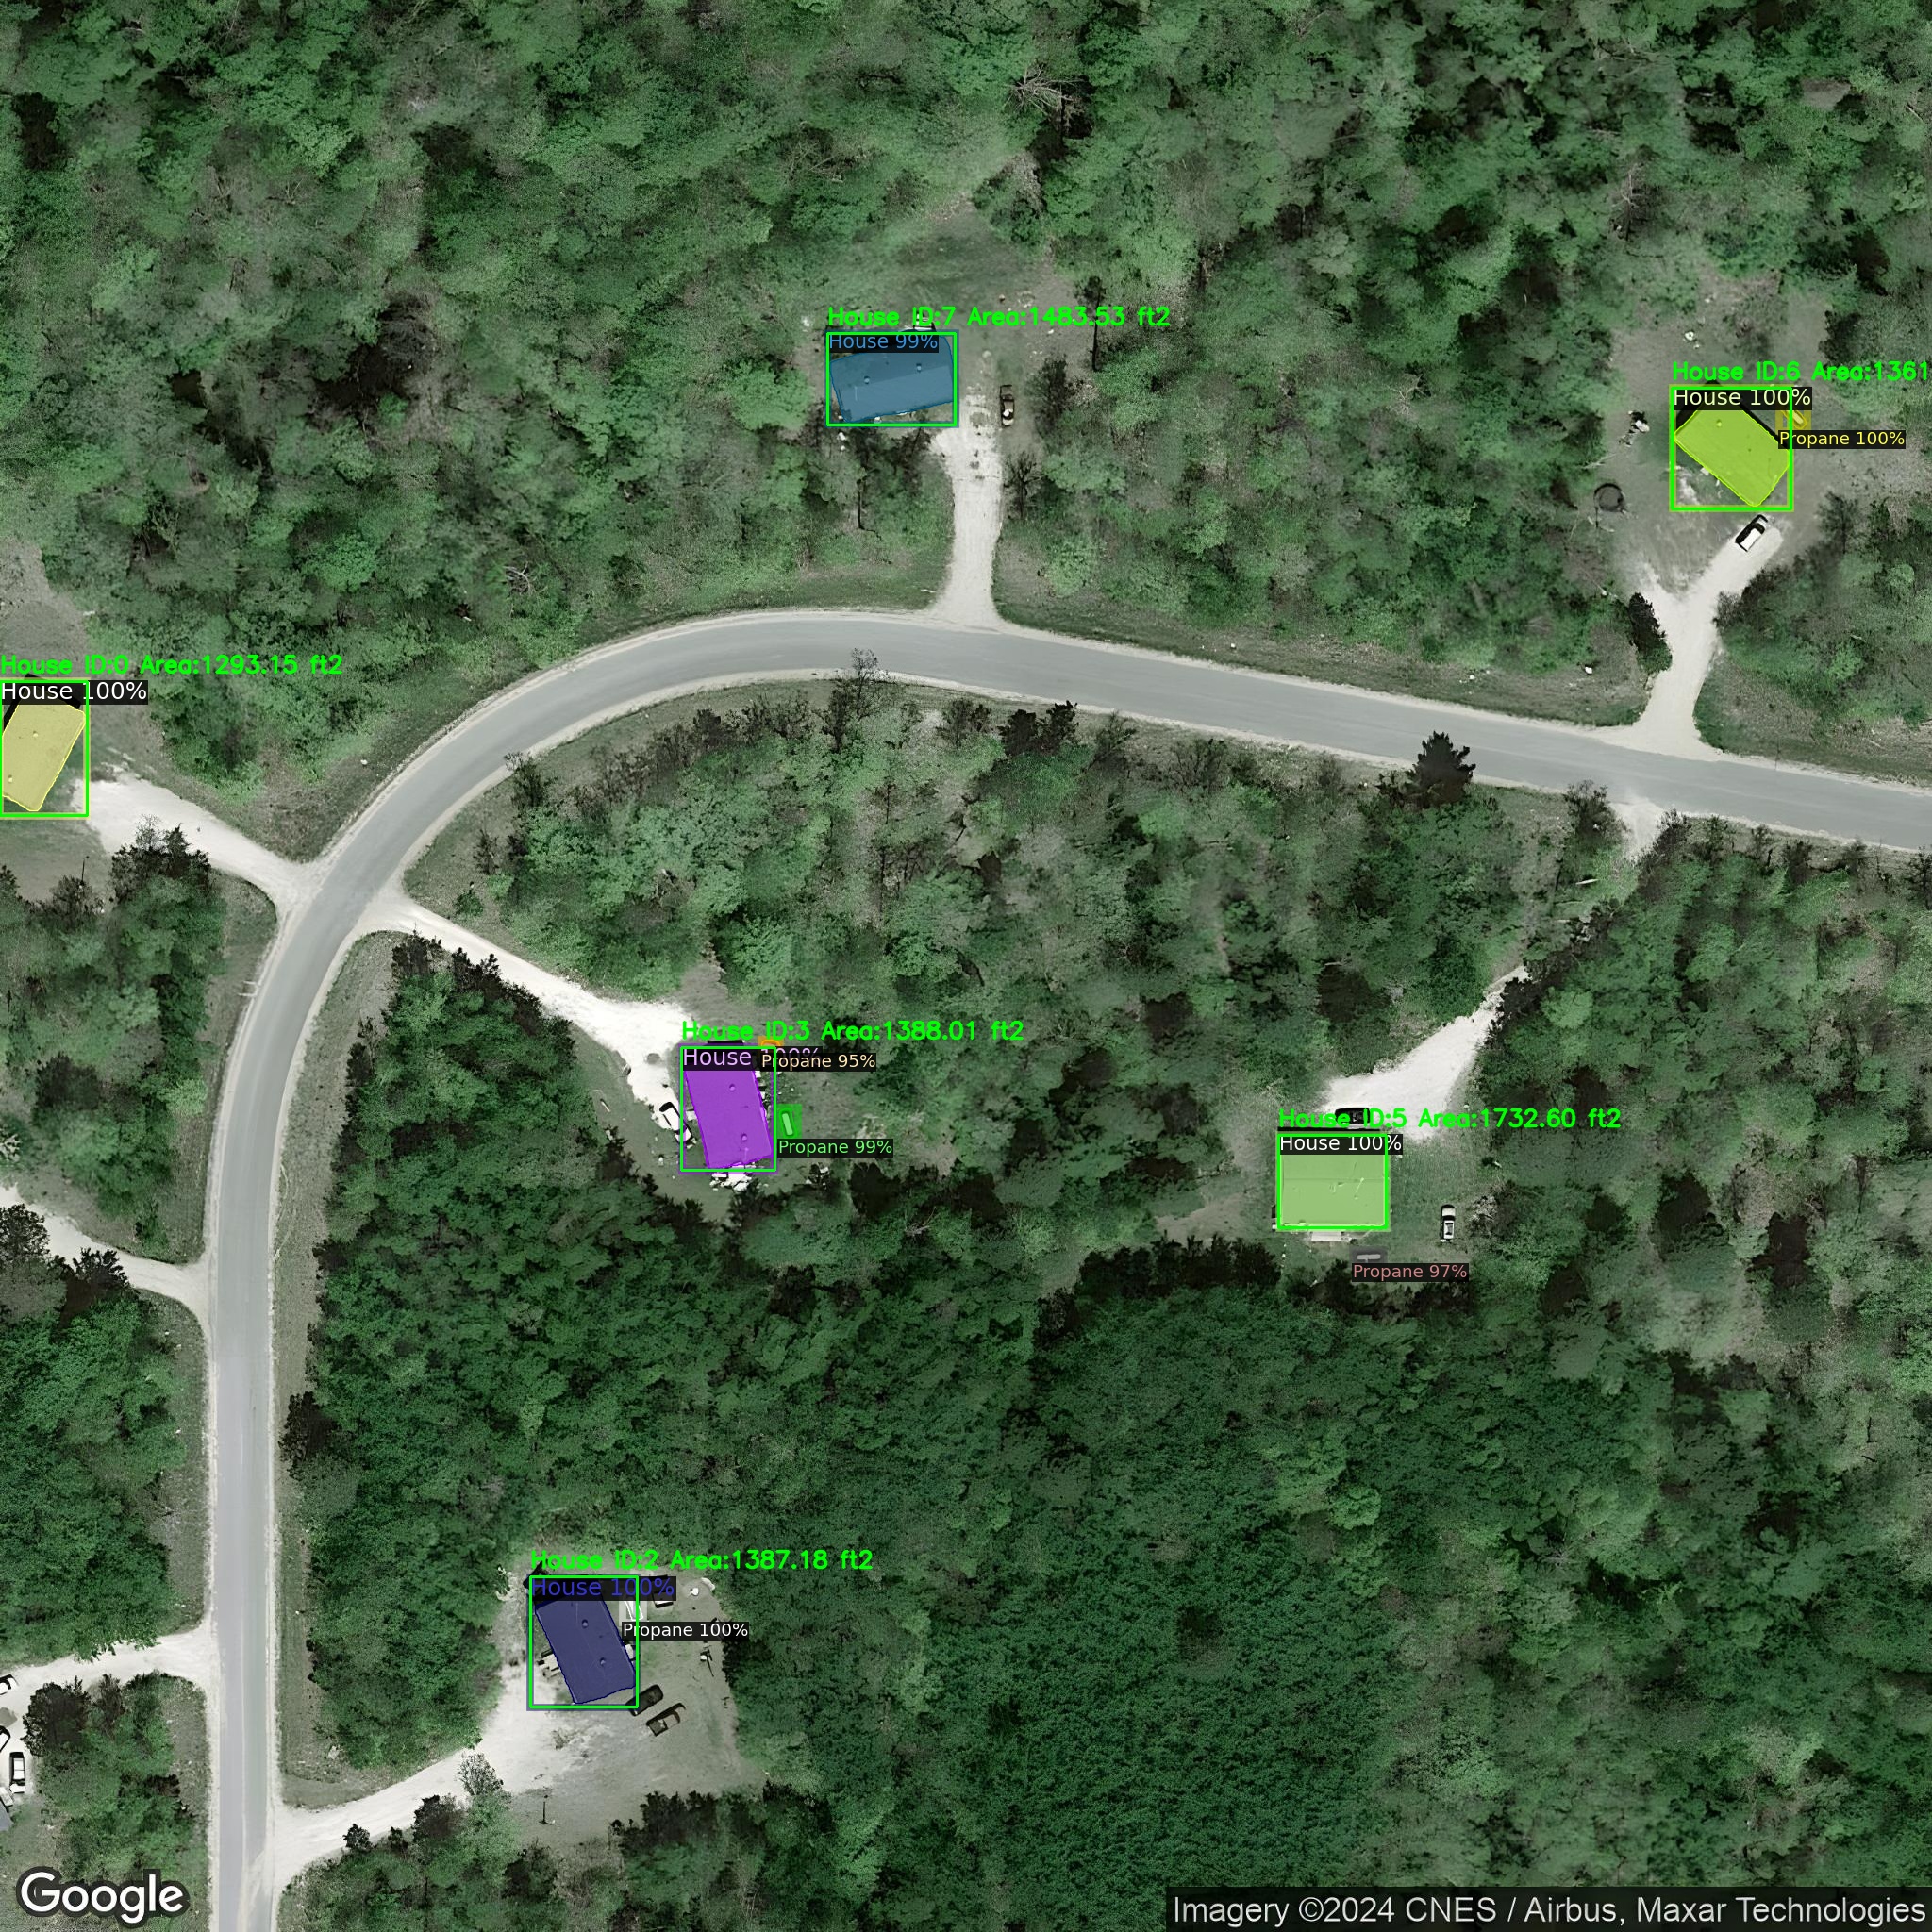 House ID:7 Area:1483.53 ft2
House 99%
House ID:6 Area:1361
House 100%
Propane 100%
House ID:0 Area:1293.15 ft2
House 100%
House ID:3 Area:1388.01 ft2
House 100%
Propane 95%
Propane 99%
House ID:5 Area:1732.60 ft2
House 100%
Propane 97%
House ID:2 Area:1387.18 ft2
House 100%
Propane 100%
Google
Imagery ©2024 CNES / Airbus, Maxar Technologies